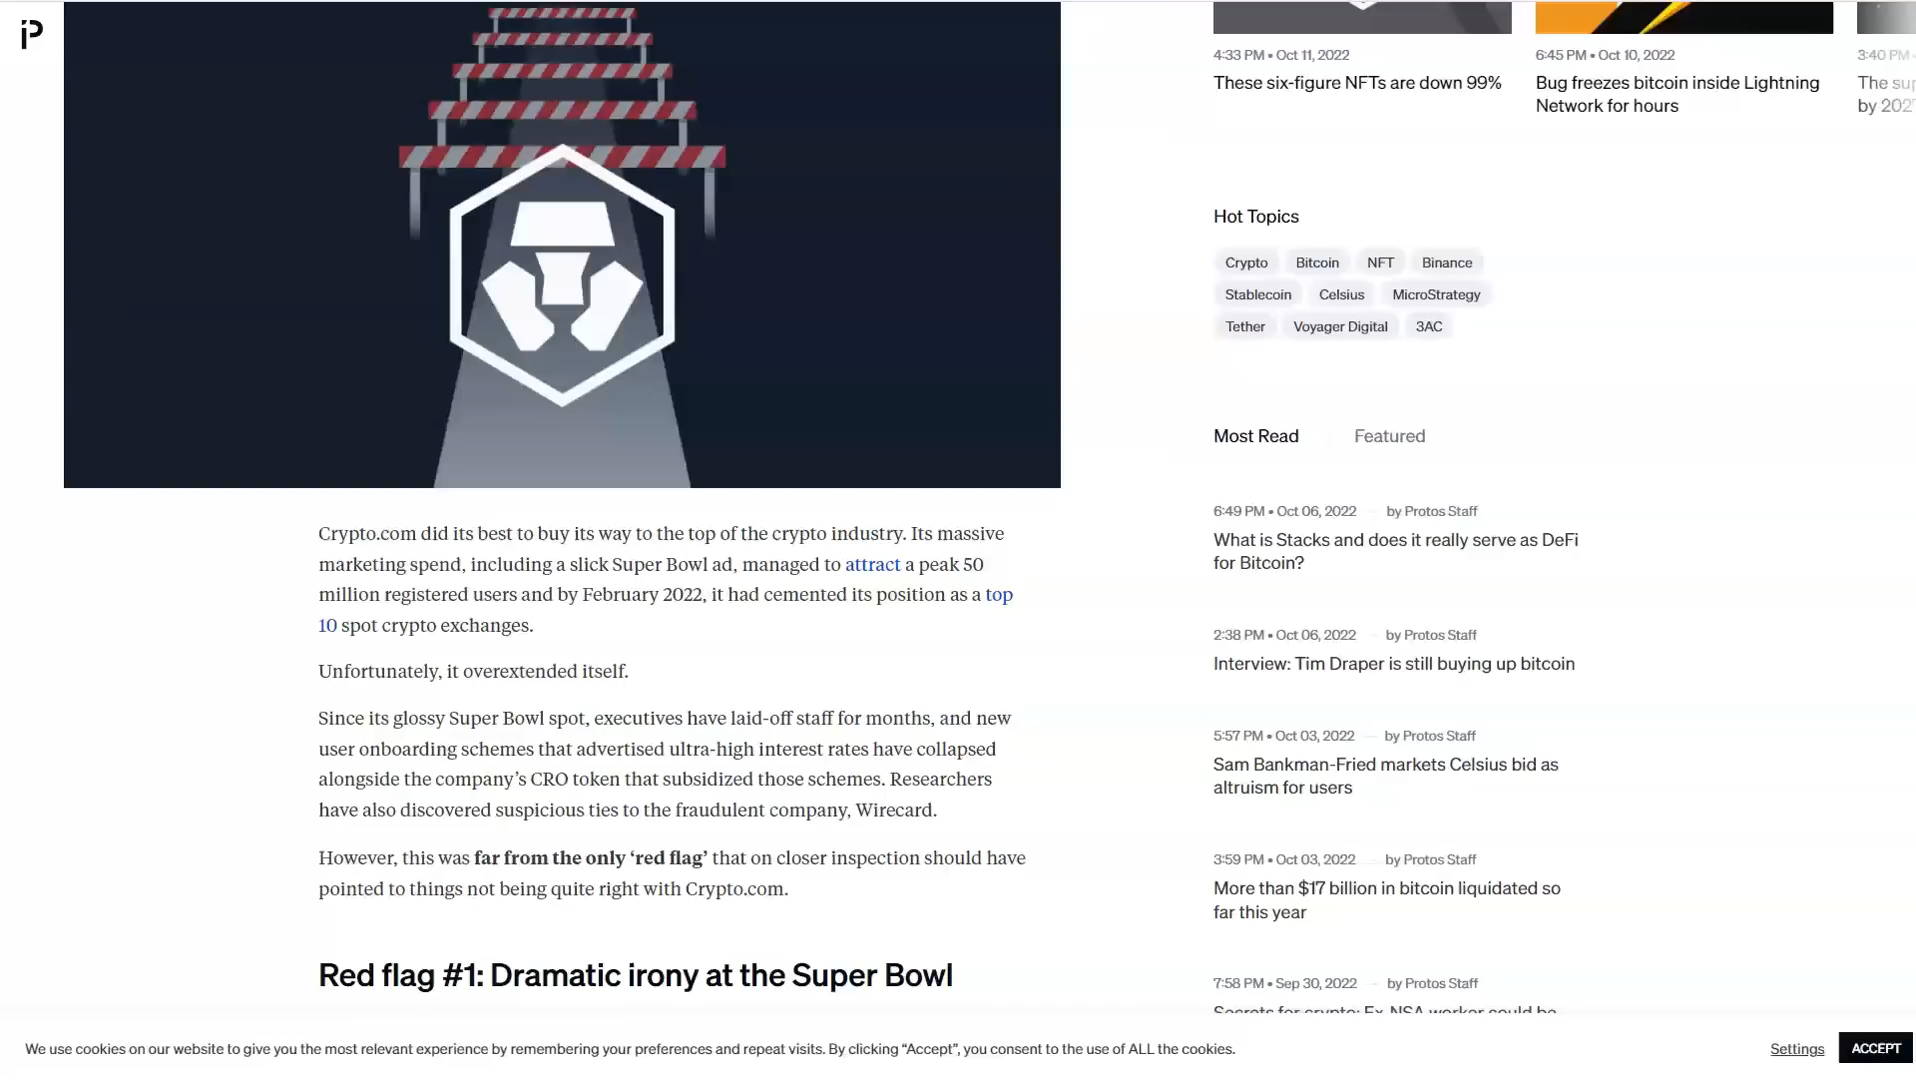 4:33 PM • Oct 11, 2022
These six-figure NFTs are down 99%
6:45 PM • Oct 10, 2022
Bug freezes bitcoin inside Lightning
Network for hours
3:40 PM
The
by
Hot Topics
Crypto Bitcoin NFT Binance
Stablecoin Celsius MicroStrategy
Tether Voyager Digital 3AC
Most Read Featured
6:49 PM • Oct 06, 2022 — by Protos Staff
What is Stacks and does it really serve as DeFi
for Bitcoin?
2:38 PM • Oct 06, 2022 — by Protos Staff
Interview: Tim Draper is still buying up bitcoin
5:57 PM • Oct 03, 2022 — by Protos Staff
Sam Bankman-Fried markets Celsius bid as
altruism for users
3:59 PM • Oct 03, 2022 — by Protos Staff
More than $17 billion in bitcoin liquidated so
far this year
7:58 PM • Sep 30, 2022 — by Protos Staff
Secrets for crypto: Ex-NSA worker could be
Crypto.com did its best to buy its way to the top of the crypto industry. Its massive
marketing spend, including a slick Super Bowl ad, managed to attract a peak 50
million registered users and by February 2022, it had cemented its position as a top
10 spot crypto exchanges.
Unfortunately, it overextended itself.
Since its glossy Super Bowl spot, executives have laid-off staff for months, and new
user onboarding schemes that advertised ultra-high interest rates have collapsed
alongside the company’s CRO token that subsidized those schemes. Researchers
have also discovered suspicious ties to the fraudulent company, Wirecard.
However, this was far from the only ‘red flag’ that on closer inspection should have
pointed to things not being quite right with Crypto.com.
Red flag #1: Dramatic irony at the Super Bowl
We use cookies on our website to give you the most relevant experience by remembering your preferences and repeat visits. By clicking “Accept”, you consent to the use of ALL the cookies.
Settings
ACCEPT